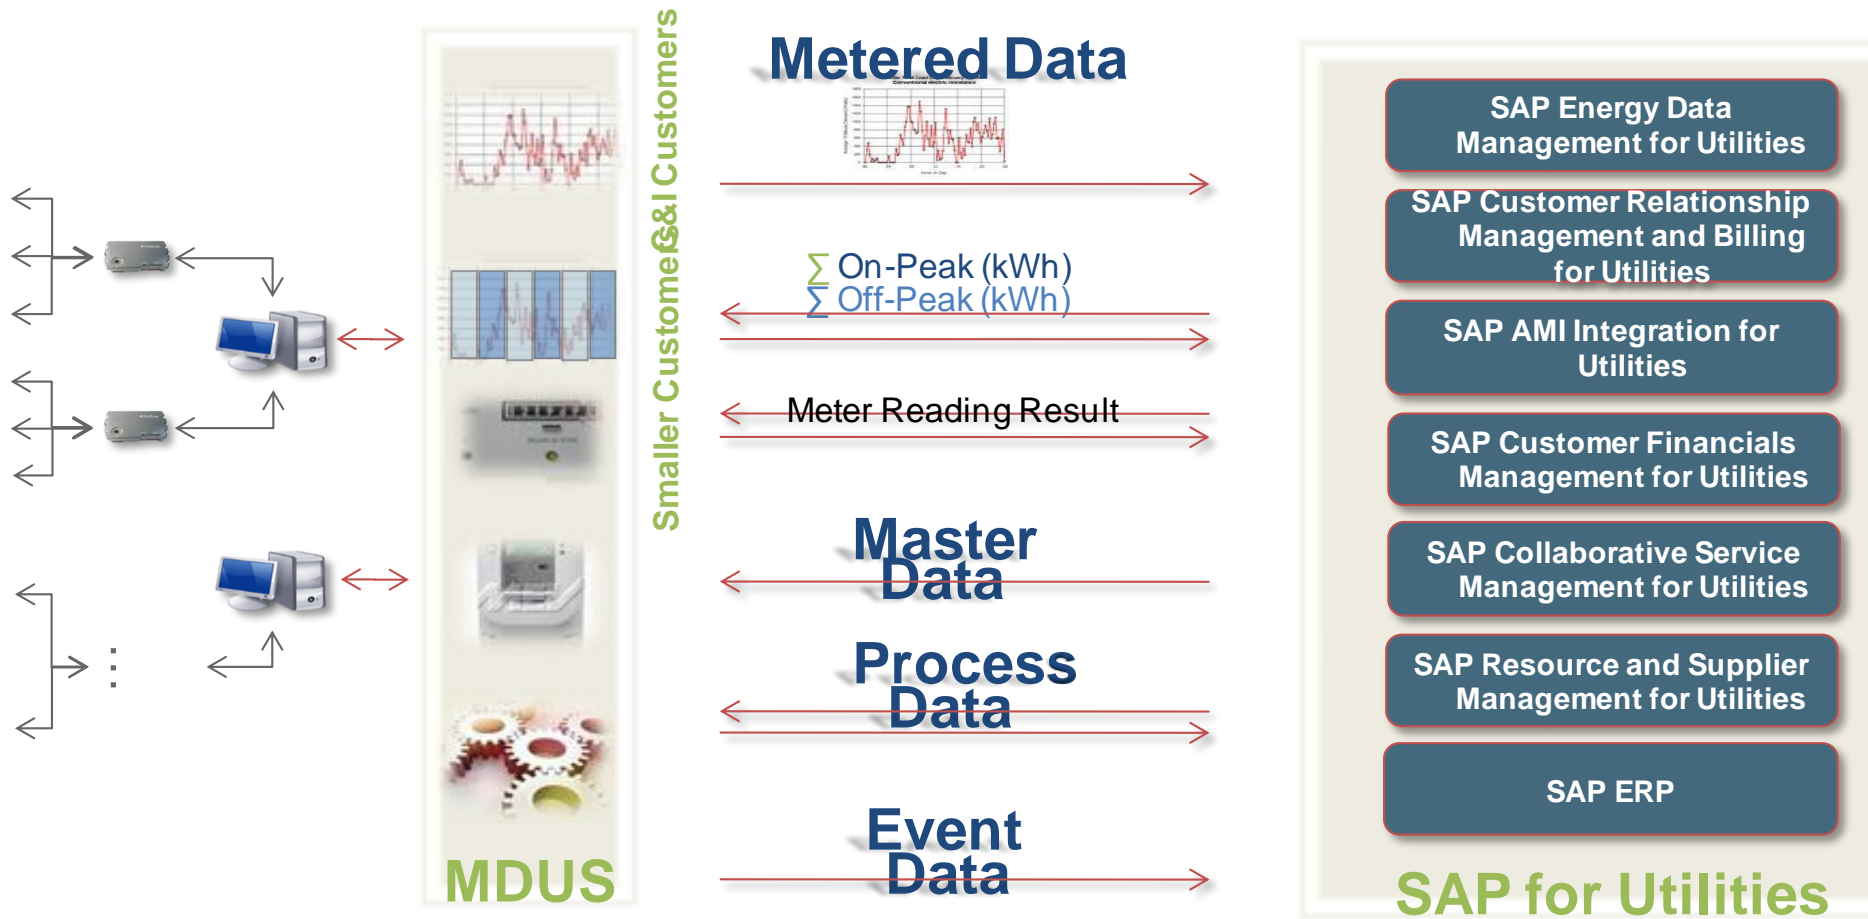 C&I Customers
Smaller Customers
Metered Data
Conventional electric resistance
∑ On-Peak (kWh)
∑ Off-Peak (kWh)
Meter Reading Result
Master
Data
Process
Data
Event
Data
MDUS
SAP Energy Data
Management for Utilities
SAP Customer Relationship
Management and Billing
for Utilities
SAP AMI Integration for
Utilities
SAP Customer Financials
Management for Utilities
SAP Collaborative Service
Management for Utilities
SAP Resource and Supplier
Management for Utilities
SAP ERP
SAP for Utilities